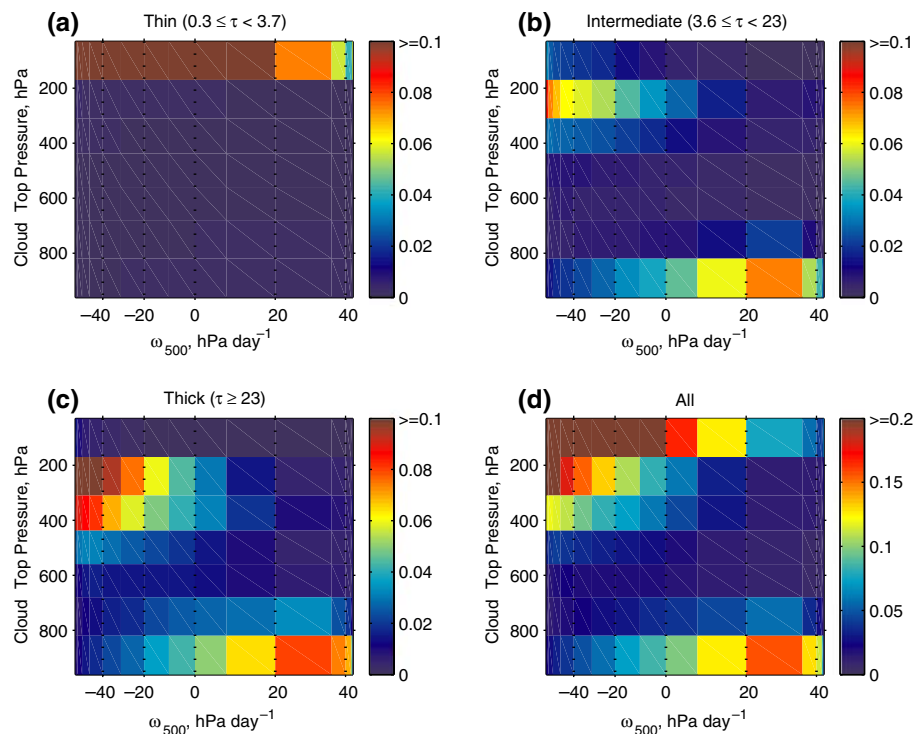 (a) Thin (0.3 ≤ τ < 3.7)
Cloud Top Pressure, hPa
200
400
600
800
−40 −20 0 20 40
ω500, hPa day−1
>=0.1
0.08
0.06
0.04
0.02
0
(b) Intermediate (3.6 ≤ τ < 23)
Cloud Top Pressure, hPa
200
400
600
800
−40 −20 0 20 40
ω500, hPa day−1
>=0.1
0.08
0.06
0.04
0.02
0
(c) Thick (τ ≥ 23)
Cloud Top Pressure, hPa
200
400
600
800
−40 −20 0 20 40
ω500, hPa day−1
>=0.1
0.08
0.06
0.04
0.02
0
(d) All
Cloud Top Pressure, hPa
200
400
600
800
−40 −20 0 20 40
ω500, hPa day−1
>=0.2
0.15
0.1
0.05
0